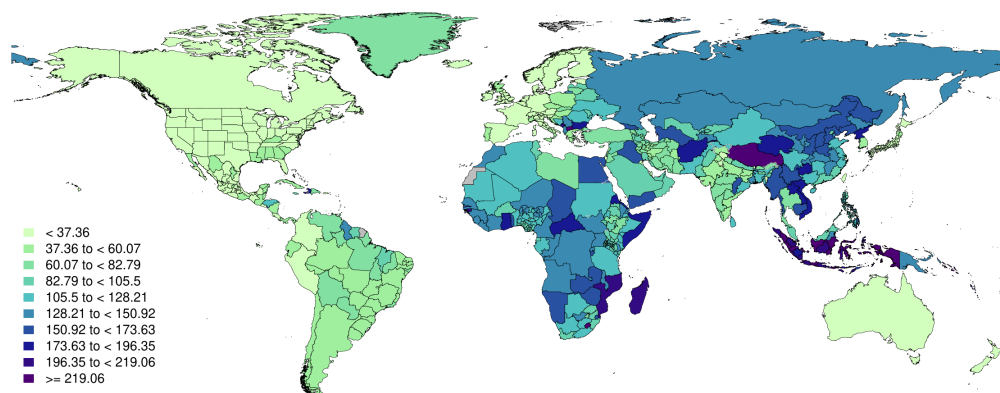 < 37.36
37.36 to < 60.07
60.07 to < 82.79
82.79 to < 105.5
105.5 to < 128.21
128.21 to < 150.92
150.92 to < 173.63
173.63 to < 196.35
196.35 to < 219.06
>= 219.06